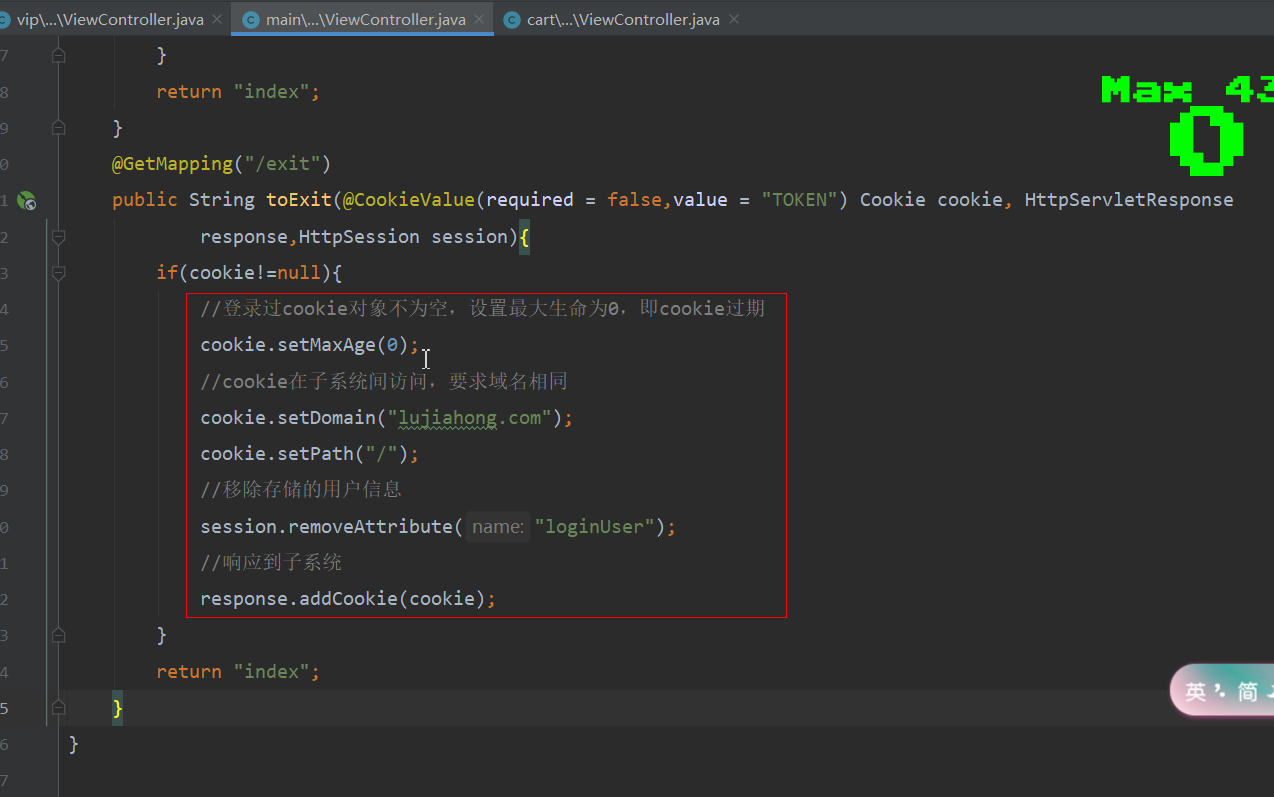 vip\...\ViewController.java
main\...\ViewController.java
cart\...\ViewController.java
7 }
8 return "index";
9 }
0 @GetMapping("/exit")
1 public String toExit(@CookieValue(required = false,value = "TOKEN") Cookie cookie, HttpServletResponse
2 response,HttpSession session){
3 if(cookie!=null){
4 //登录过cookie对象不为空，设置最大生命为0，即cookie过期
5 cookie.setMaxAge(0);
6 //cookie在子系统间访问，要求域名相同
7 cookie.setDomain("lujiahong.com");
8 cookie.setPath("/");
9 //移除存储的用户信息
0 session.removeAttribute( name: "loginUser");
1 //响应到子系统
2 response.addCookie(cookie);
3 }
4 return "index";
5 }
6 }
7
Max 43
0
英 简